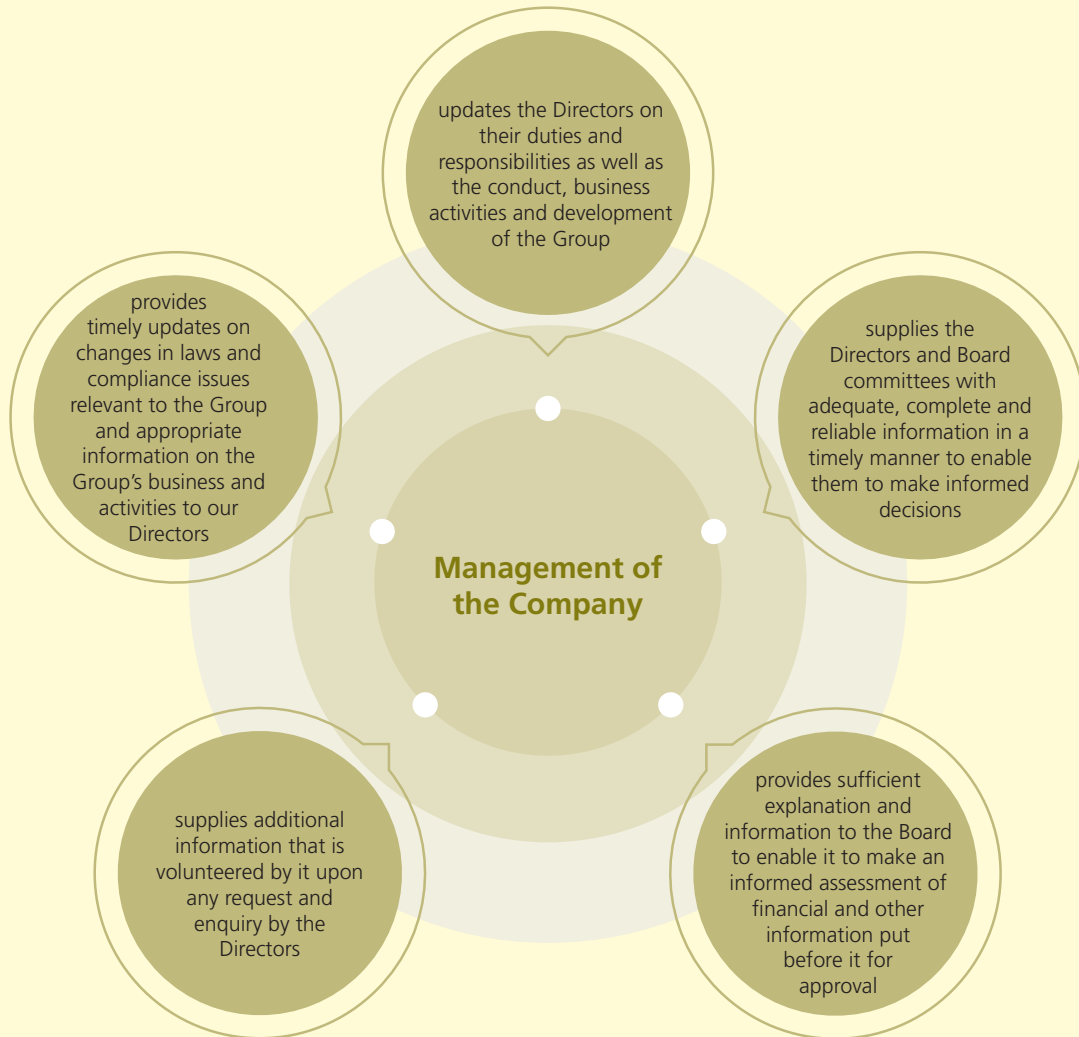 updates the Directors on
their duties and
responsibilities as well as
the conduct, business
activities and development
of the Group
provides
timely updates on
changes in laws and
compliance issues
relevant to the Group
and appropriate
information on the
Group’s business and
activities to our
Directors
supplies the
Directors and Board
committees with
adequate, complete and
reliable information in a
timely manner to enable
them to make informed
decisions
Management of
the Company
supplies additional
information that is
volunteered by it upon
any request and
enquiry by the
Directors
provides sufficient
explanation and
information to the Board
to enable it to make an
informed assessment of
financial and other
information put
before it for
approval